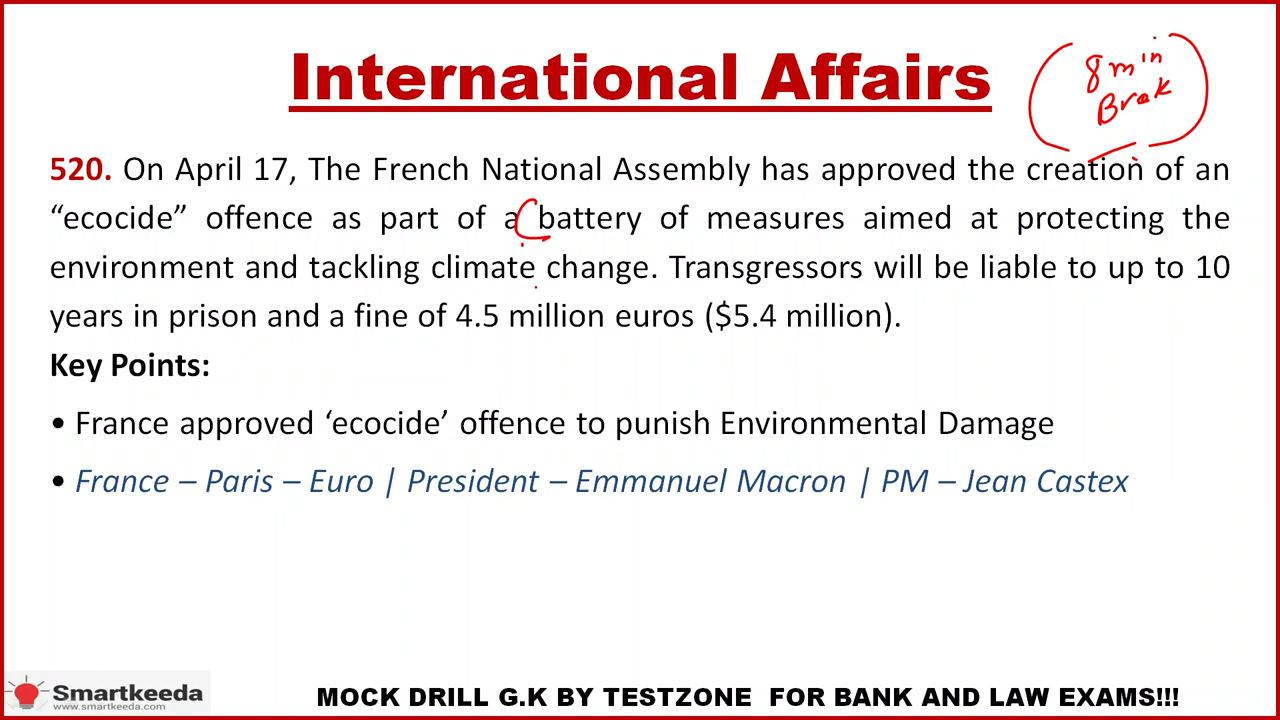 International Affairs
8 min
Brek
520. On April 17, The French National Assembly has approved the creation of an
“ecocide” offence as part of a battery of measures aimed at protecting the
environment and tackling climate change. Transgressors will be liable to up to 10
years in prison and a fine of 4.5 million euros ($5.4 million).
Key Points:
• France approved ‘ecocide’ offence to punish Environmental Damage
• France – Paris – Euro | President – Emmanuel Macron | PM – Jean Castex
Smartkeeda
www.smartkeeda.com
MOCK DRILL G.K BY TESTZONE FOR BANK AND LAW EXAMS!!!